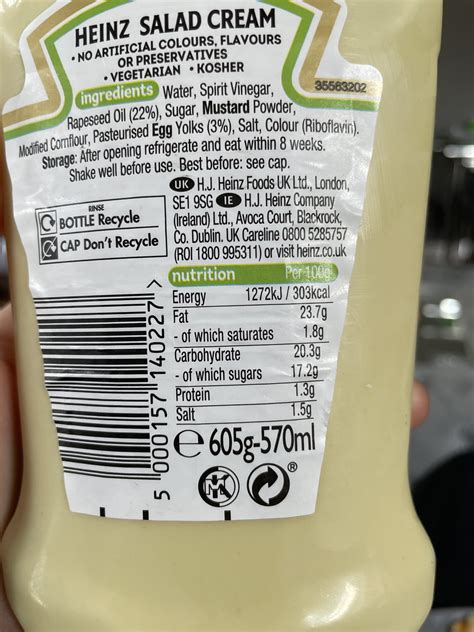 HEINZ SALAD CREAM
• NO ARTIFICIAL COLOURS, FLAVOURS
OR PRESERVATIVES
• VEGETARIAN • KOSHER
35563202
ingredients Water, Spirit Vinegar,
Rapeseed Oil (22%), Sugar, Mustard Powder,
Modified Cornflour, Pasteurised Egg Yolks (3%), Salt, Colour (Riboflavin).
Storage: After opening refrigerate and eat within 8 weeks.
Shake well before use. Best before: see cap.
UK H.J. Heinz Foods UK Ltd., London,
SE1 9SG IE H.J. Heinz Company
(Ireland) Ltd., Avoca Court, Blackrock,
Co. Dublin. UK Careline 0800 5285757
(ROI 1800 995311) or visit heinz.co.uk
RINSE
BOTTLE Recycle
CAP Don't Recycle
nutrition Per 100g
Energy 1272kJ / 303kcal
Fat 23.7g
- of which saturates 1.8g
Carbohydrate 20.3g
- of which sugars 17.2g
Protein 1.3g
Salt 1.5g
e 605g-570ml
5 000157 140227 >
K
®